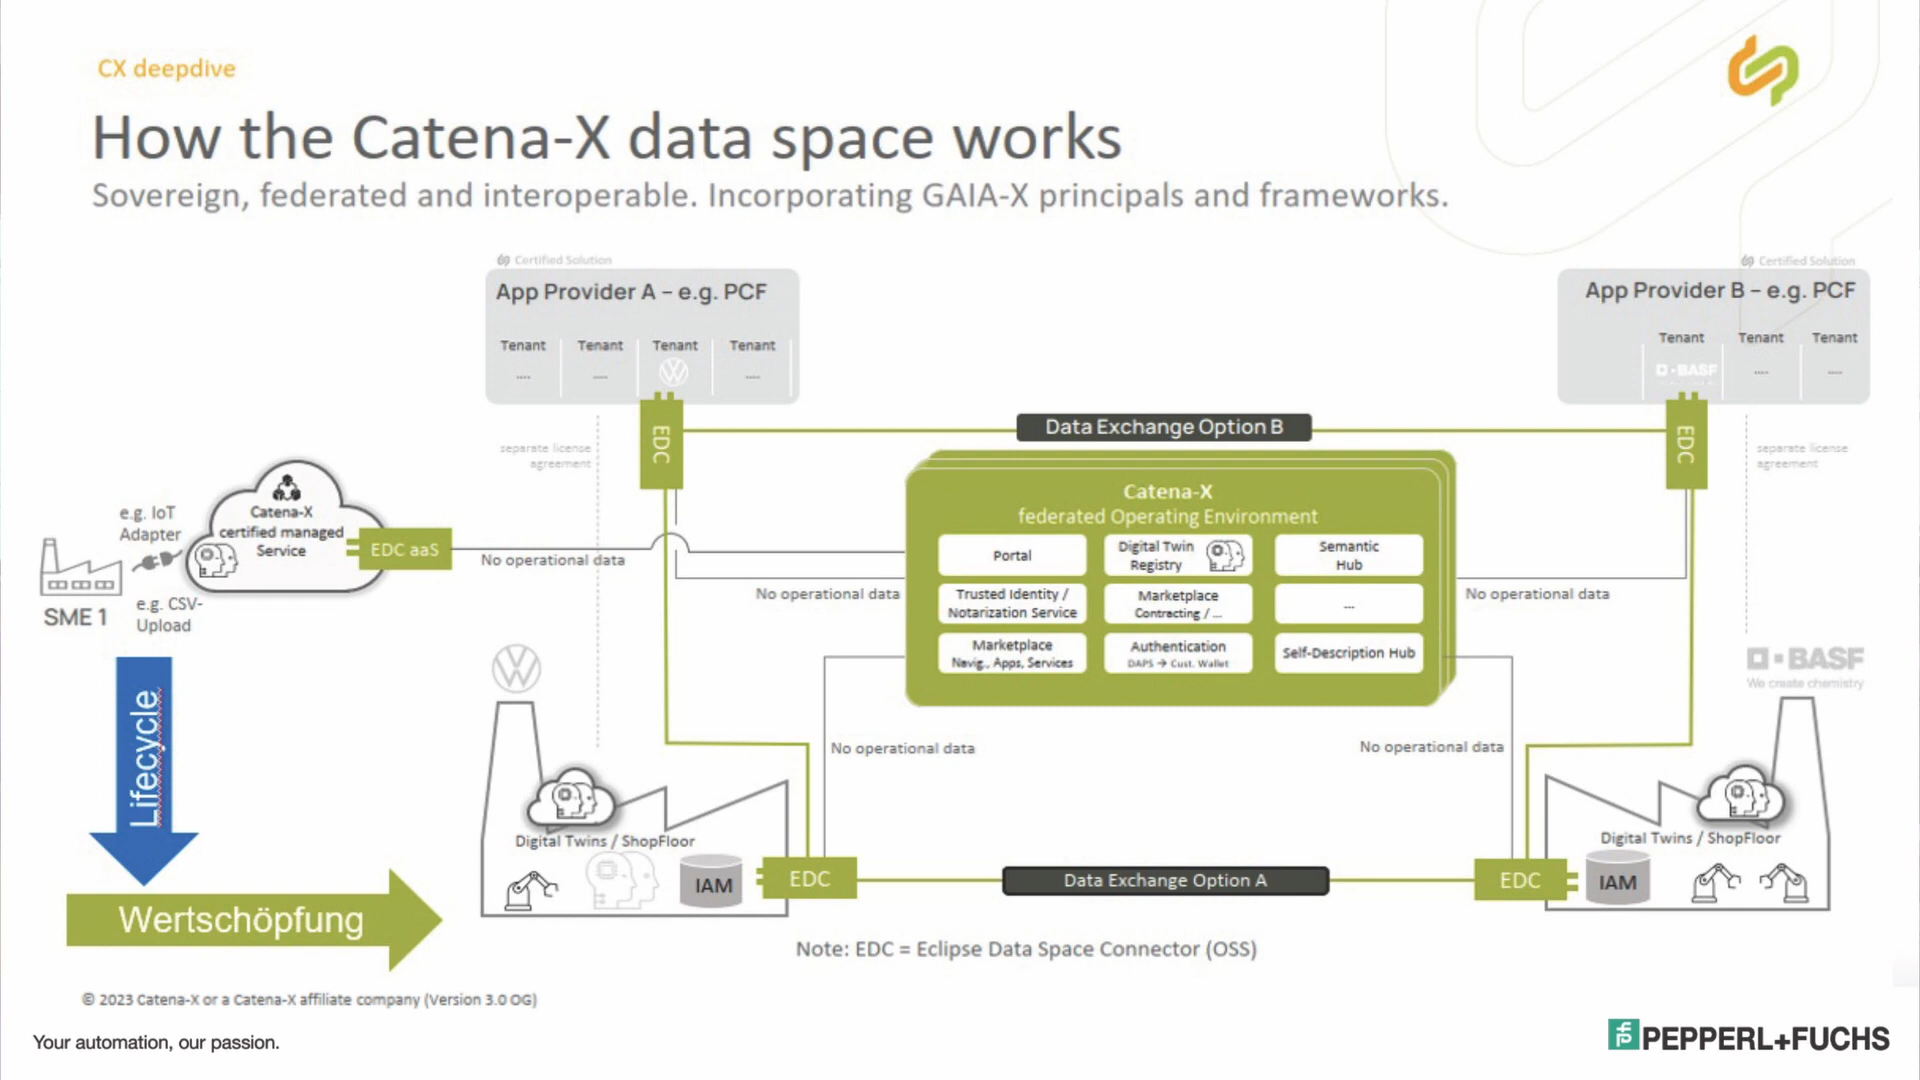 CX deepdive
How the Catena-X data space works
Sovereign, federated and interoperable. Incorporating GAIA-X principals and frameworks.
Certified Solution
App Provider A – e.g. PCF
Tenant Tenant Tenant Tenant
.... .... ....
EDC
separate license
agreement
Certified Solution
App Provider B – e.g. PCF
Tenant Tenant Tenant
BASF .... ....
EDC
separate license
agreement
Data Exchange Option B
Catena-X
federated Operating Environment
Portal
Digital Twin
Registry
Semantic
Hub
Trusted Identity /
Notarization Service
Marketplace
Contracting / ...
...
Marketplace
Navig., Apps, Services
Authentication
DAPS → Cust. Wallet
Self-Description Hub
e.g. IoT
Adapter
Catena-X
certified managed
Service
EDC aaS
SME 1
e.g. CSV-
Upload
No operational data
No operational data
No operational data
No operational data
No operational data
Lifecycle
Wertschöpfung
Digital Twins / ShopFloor
IAM
EDC
Data Exchange Option A
EDC
IAM
Digital Twins / ShopFloor
BASF
We create chemistry
Note: EDC = Eclipse Data Space Connector (OSS)
© 2023 Catena-X or a Catena-X affiliate company (Version 3.0 OG)
Your automation, our passion.
PEPPERL+FUCHS